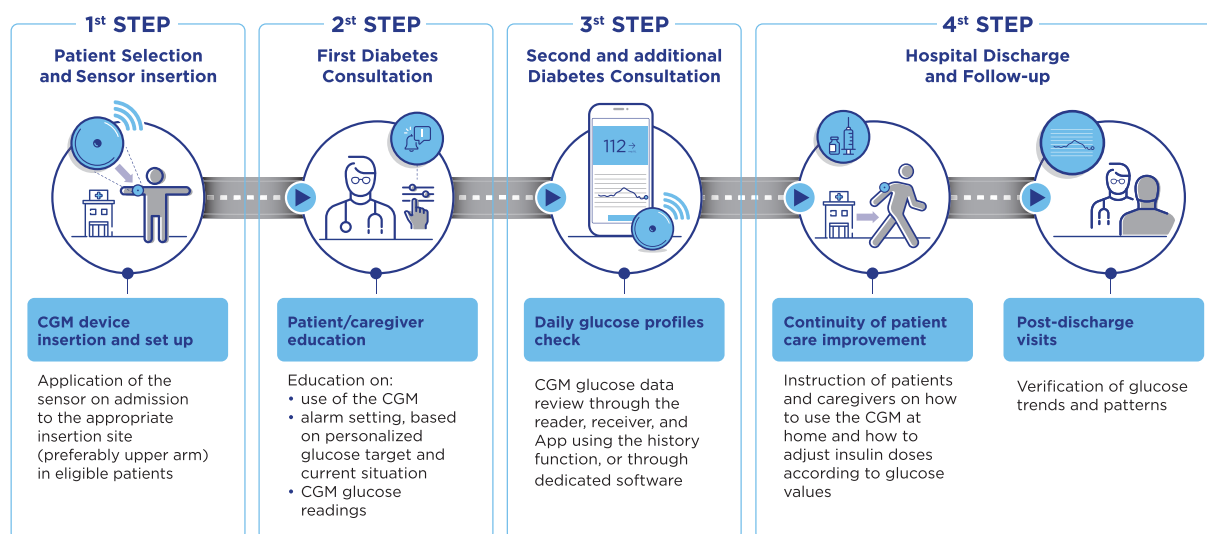 1st STEP
Patient Selection
and Sensor insertion
CGM device
insertion and set up
Application of the
sensor on admission
to the appropriate
insertion site
(preferably upper arm)
in eligible patients
2st STEP
First Diabetes
Consultation
!
Patient/caregiver
education
Education on:
• use of the CGM
• alarm setting, based
on personalized
glucose target and
current situation
• CGM glucose
readings
3st STEP
Second and additional
Diabetes Consultation
112→
Daily glucose profiles
check
CGM glucose data
review through the
reader, receiver, and
App using the history
function, or through
dedicated software
4st STEP
Hospital Discharge
and Follow-up
Continuity of patient
care improvement
Instruction of patients
and caregivers on how
to use the CGM at
home and how to
adjust insulin doses
according to glucose
values
Post-discharge
visits
Verification of glucose
trends and patterns